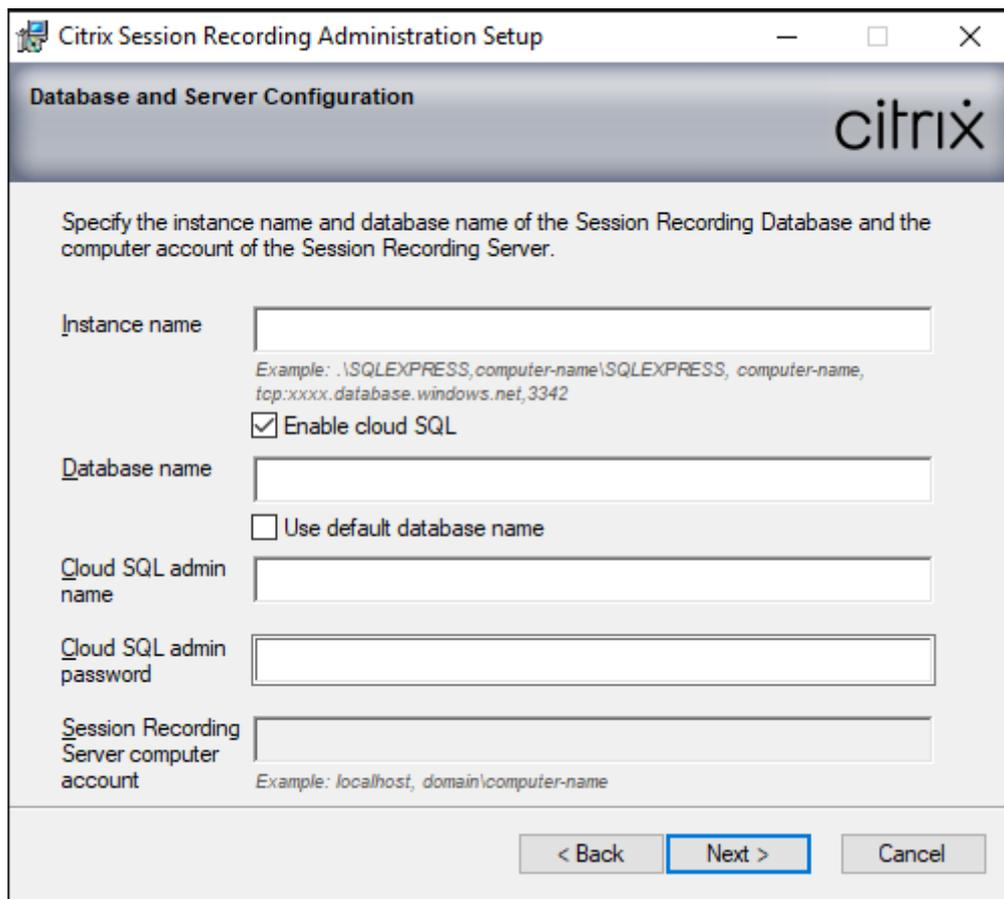 Citrix Session Recording Administration Setup
Database and Server Configuration
citrix
Specify the instance name and database name of the Session Recording Database and the
computer account of the Session Recording Server.
Instance name
Example: .\SQLEXPRESS,computer-name\SQLEXPRESS, computer-name,
tcp:xxxx.database.windows.net,3342
Enable cloud SQL
Database name
Use default database name
Cloud SQL admin
name
Cloud SQL admin
password
Session Recording
Server computer
account
Example: localhost, domain\computer-name
< Back
Next >
Cancel